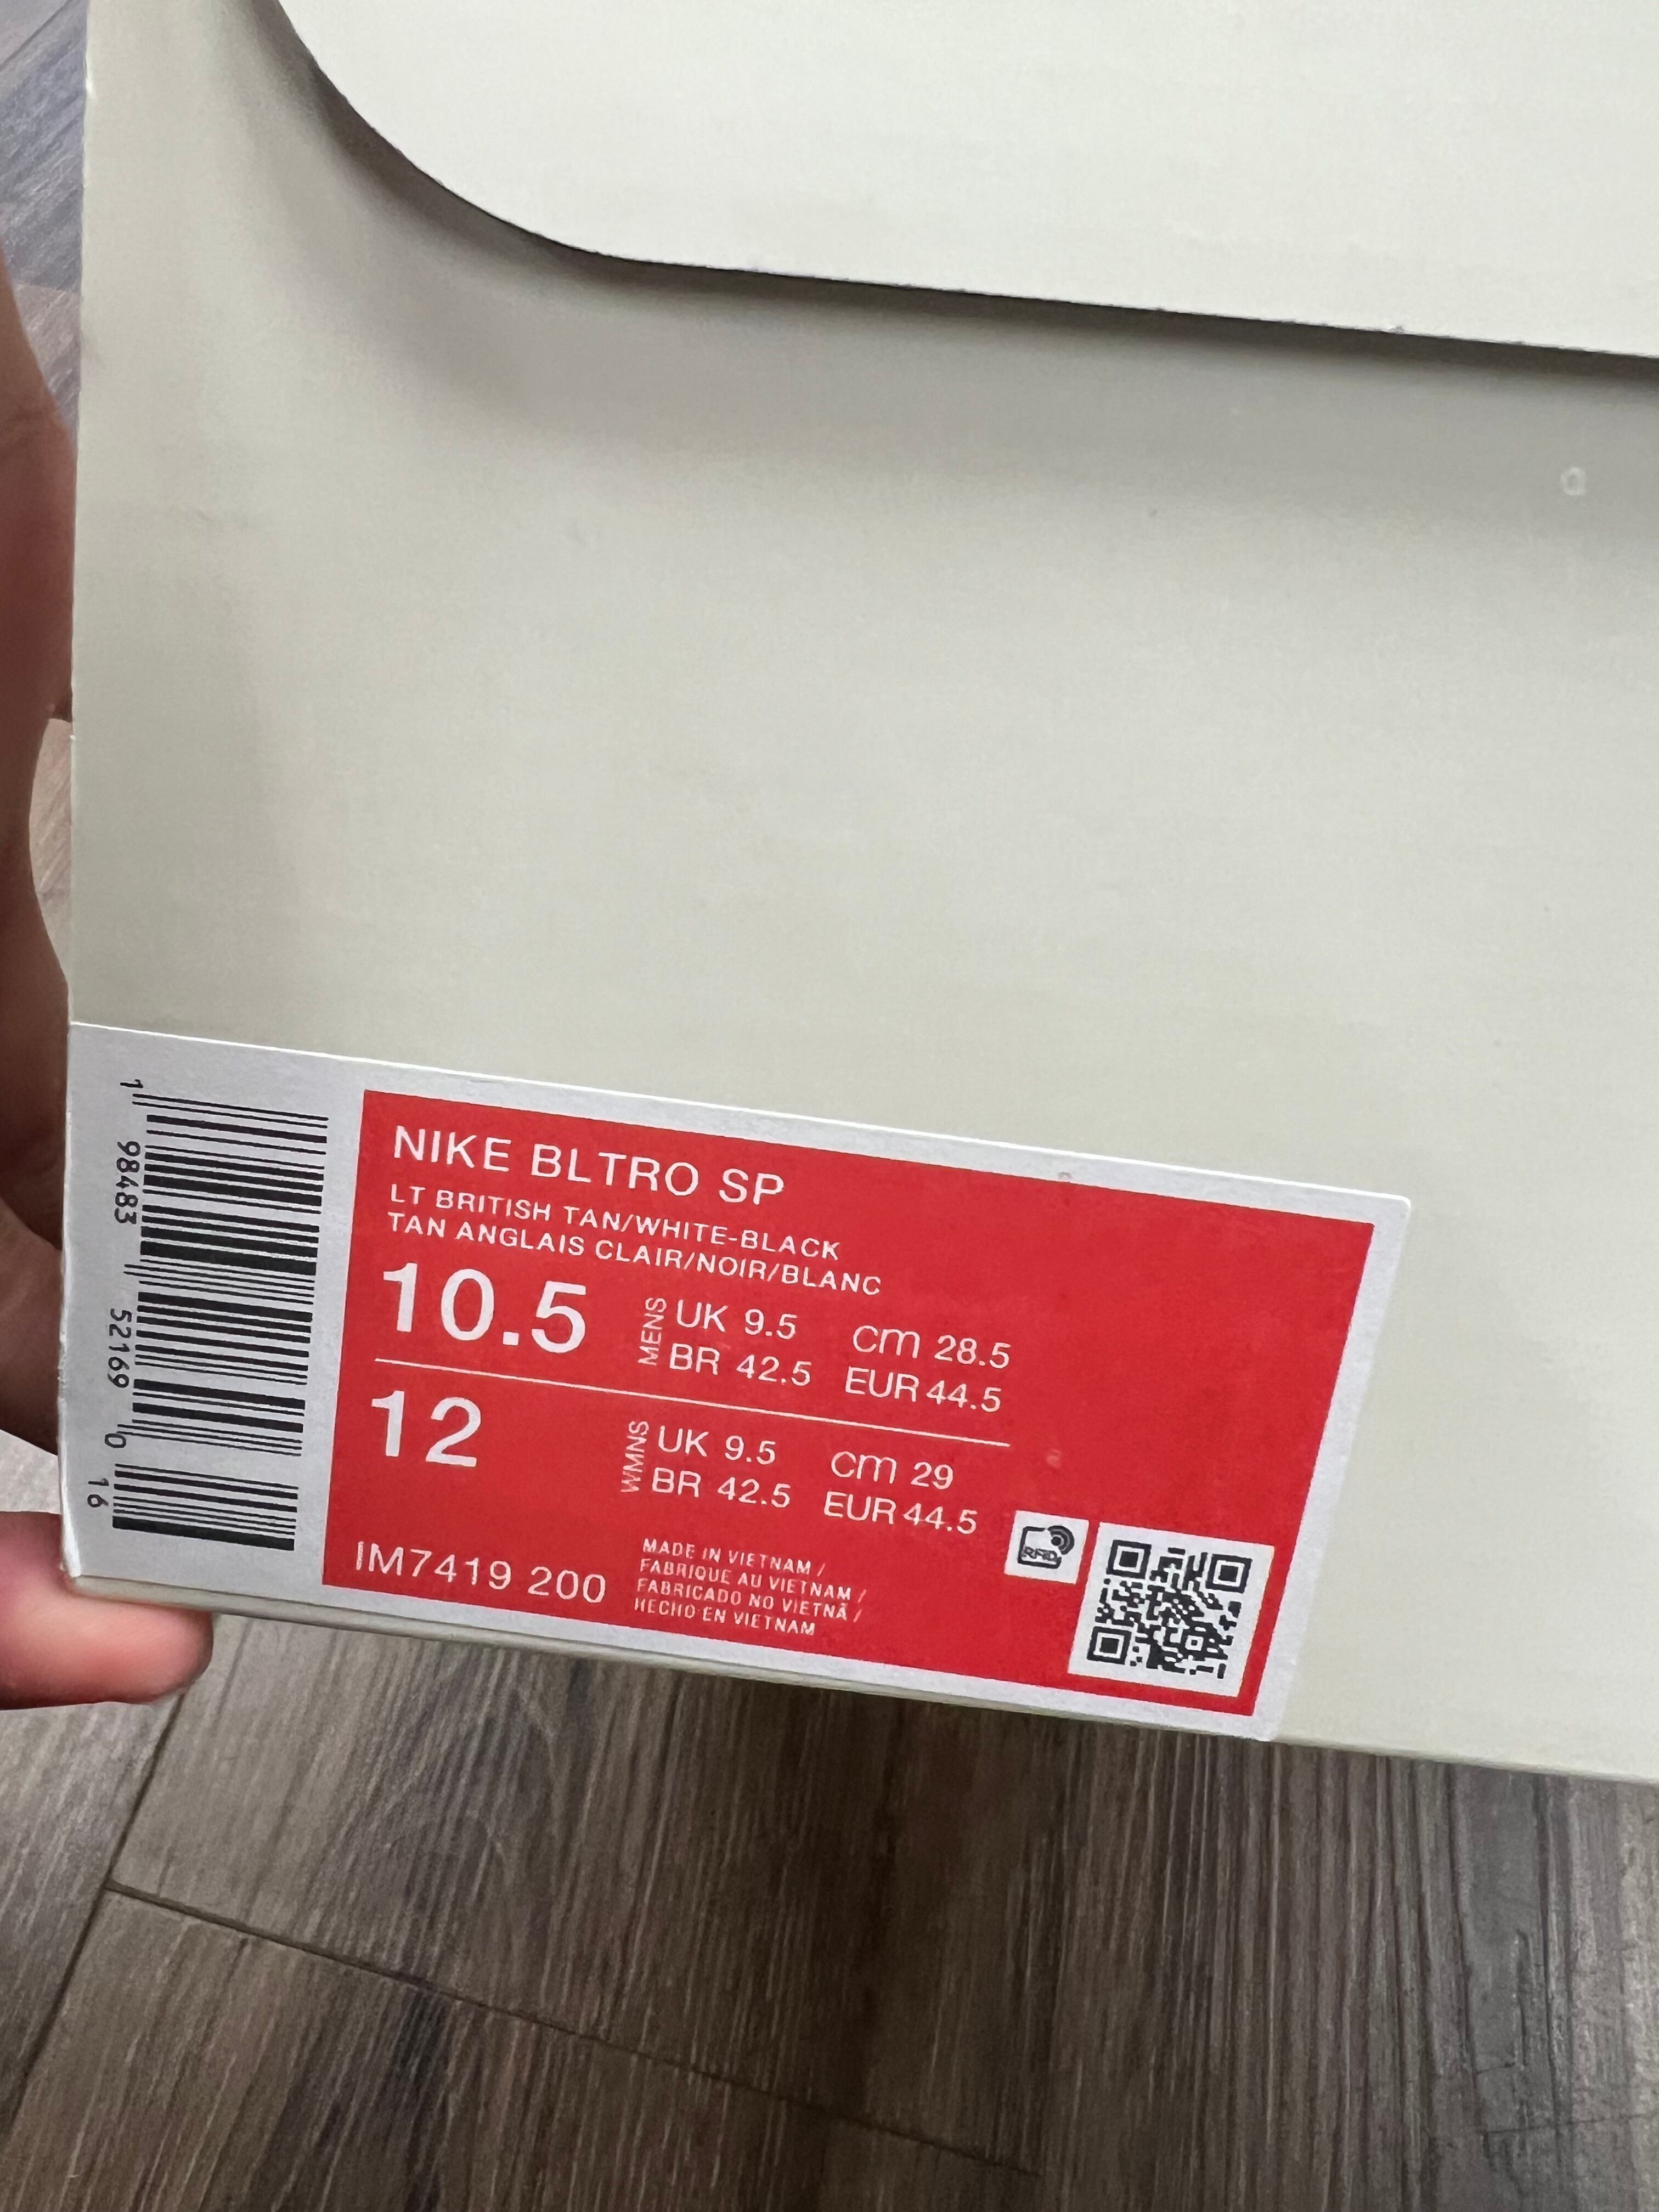 NIKE BLTRO SP
LT BRITISH TAN/WHITE-BLACK
TAN ANGLAIS CLAIR/NOIR/BLANC
10.5
MENS
UK 9.5 cm 28.5
BR 42.5 EUR 44.5
12
WMNS
UK 9.5 cm 29
BR 42.5 EUR 44.5
IM7419 200
MADE IN VIETNAM /
FABRIQUE AU VIETNAM /
FABRICADO NO VIETNÃ /
HECHO EN VIETNAM
RFID
1 98483 52169 0 16